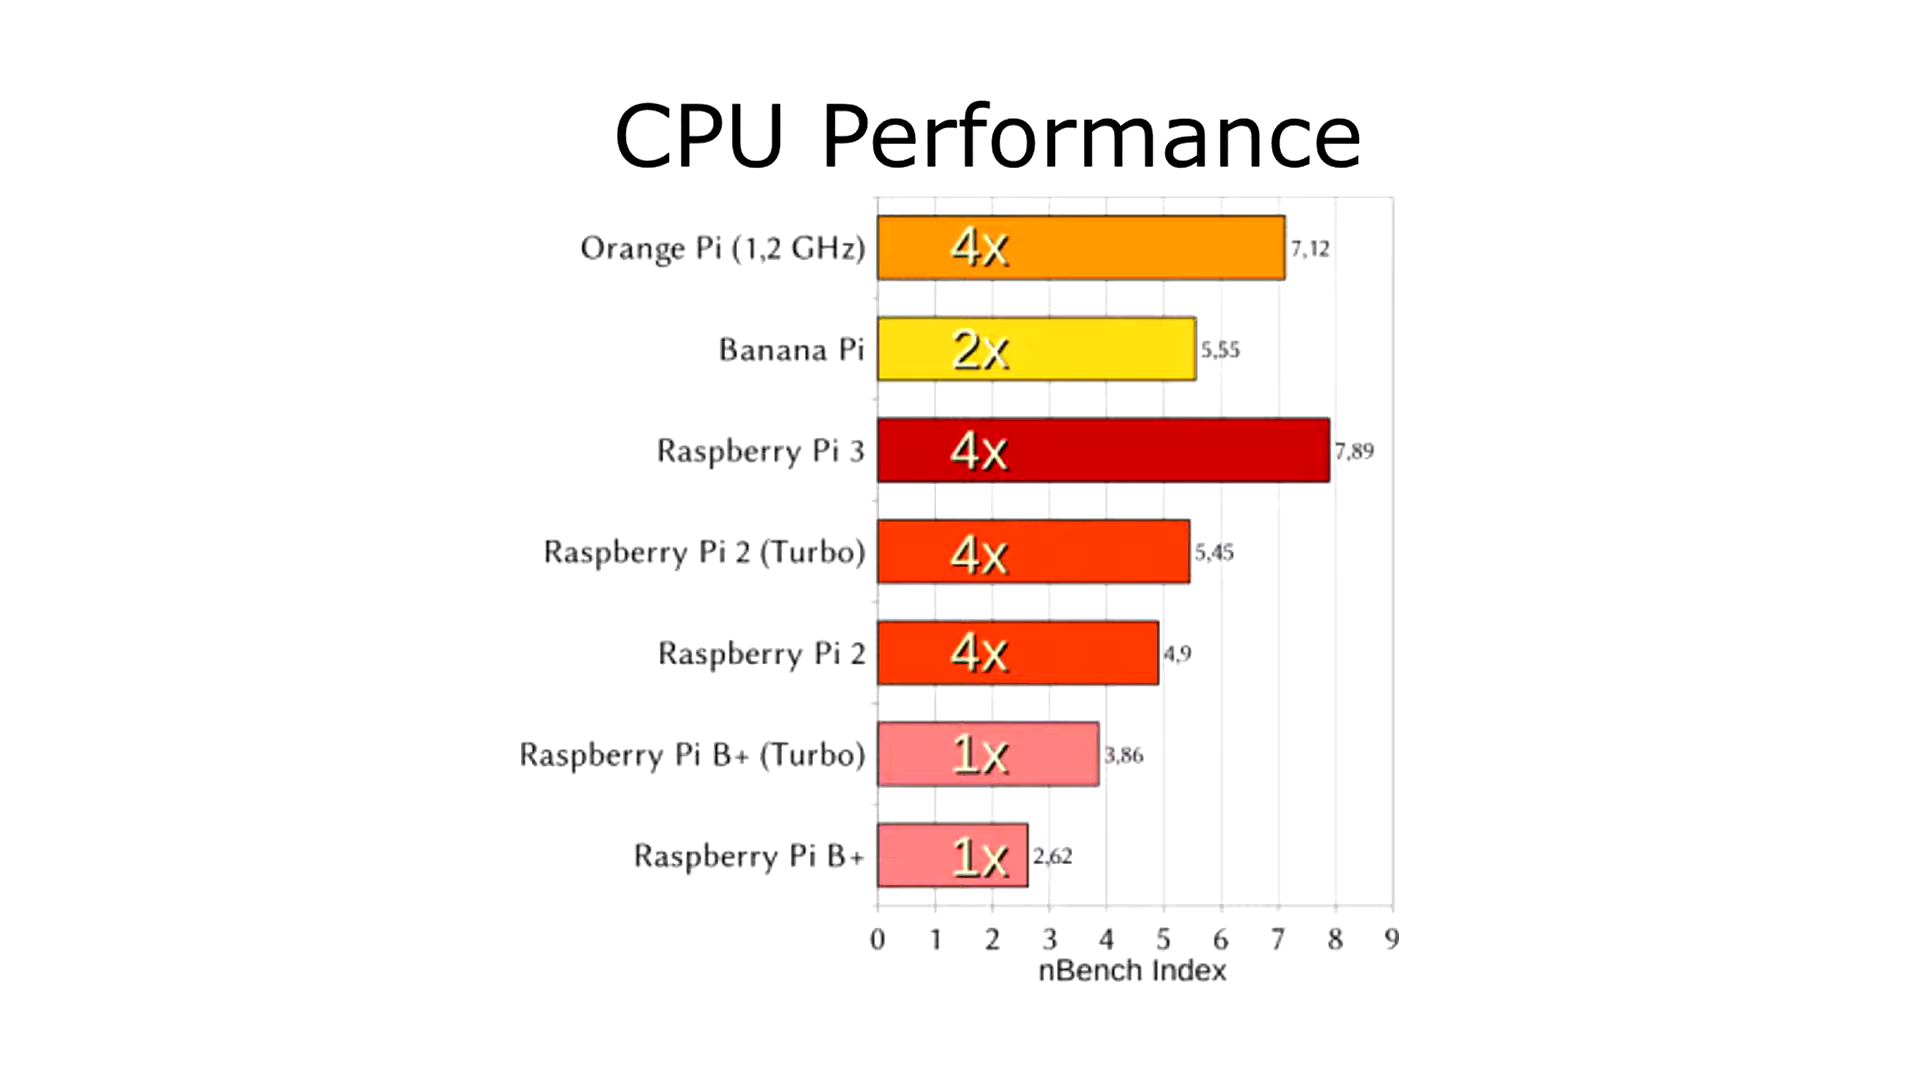 CPU Performance
Orange Pi (1,2 GHz) 4x 7,12
Banana Pi 2x 5,55
Raspberry Pi 3 4x 7,89
Raspberry Pi 2 (Turbo) 4x 5,45
Raspberry Pi 2 4x 4,9
Raspberry Pi B+ (Turbo) 1x 3,86
Raspberry Pi B+ 1x 2,62
0 1 2 3 4 5 6 7 8 9
nBench Index